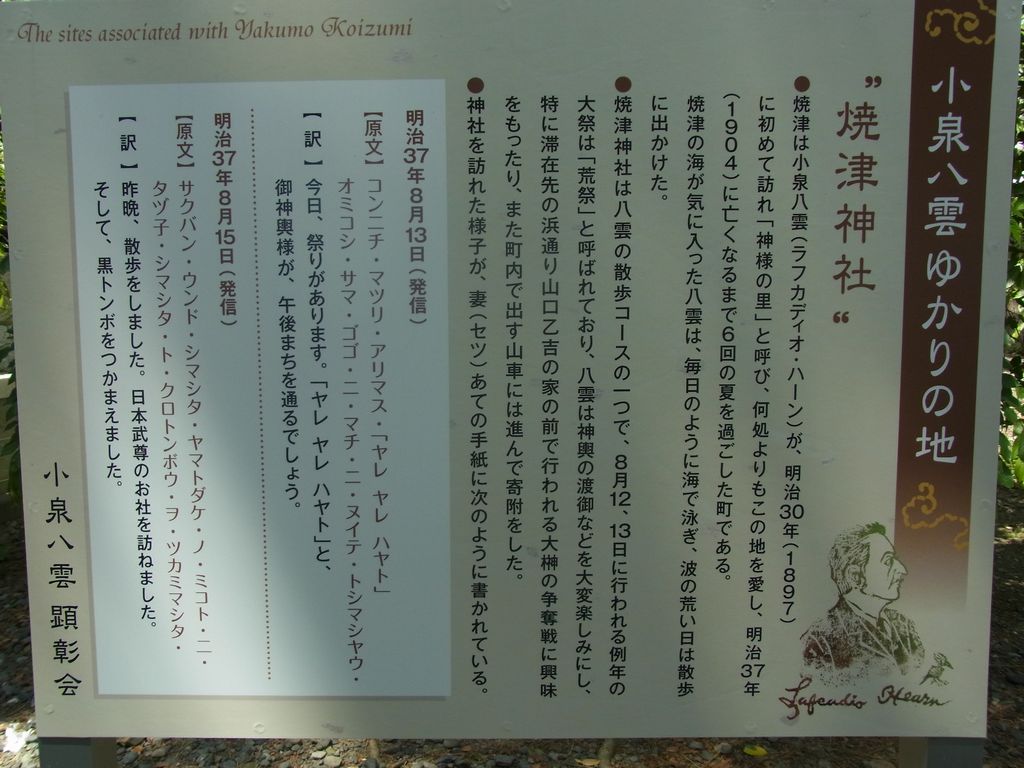 The sites associated with Yakumo Koizumi
小泉八雲ゆかりの地
”焼津神社“
●焼津は小泉八雲(ラフカディオ・ハーン)が、明治30年(1897)
に初めて訪れ「神様の里」と呼び、何処よりもこの地を愛し、明治37年
(1904)に亡くなるまで6回の夏を過ごした町である。
焼津の海が気に入った八雲は、毎日のように海で泳ぎ、波の荒い日は散歩
に出かけた。
●焼津神社は八雲の散歩コースの一つで、8月12、13日に行われる例年の
大祭は「荒祭」と呼ばれており、八雲は神輿の渡御などを大変楽しみにし、
特に滞在先の浜通り山口乙吉の家の前で行われる大榊の争奪戦に興味
をもったり、また町内で出す山車には進んで寄附をした。
●神社を訪れた様子が、妻(セツ)あての手紙に次のように書かれている。
明治37年8月13日(発信)
【原文】コンニチ・マツリ・アリマス・「ヤレ ヤレ ハヤト」
オミコシ・サマ・ゴゴ・ニ・マチ・ニ・ヌイテ・トシマシヤウ・
【訳】今日、祭りがあります。「ヤレ ヤレ ハヤト」と、
御神輿様が、午後まちを通るでしょう。
明治37年8月15日(発信)
【原文】サクバン・ウンド・シマシタ・ヤマトダケ・ノ・ミコト・ニ・
タヅ子・シマシタ・ト・クロトンボウ・ヲ・ツカミマシタ・
【訳】昨晩、散歩をしました。日本武尊のお社を訪ねました。
そして、黒トンボをつかまえました。
小泉八雲顕彰会
Lafcadio Hearn